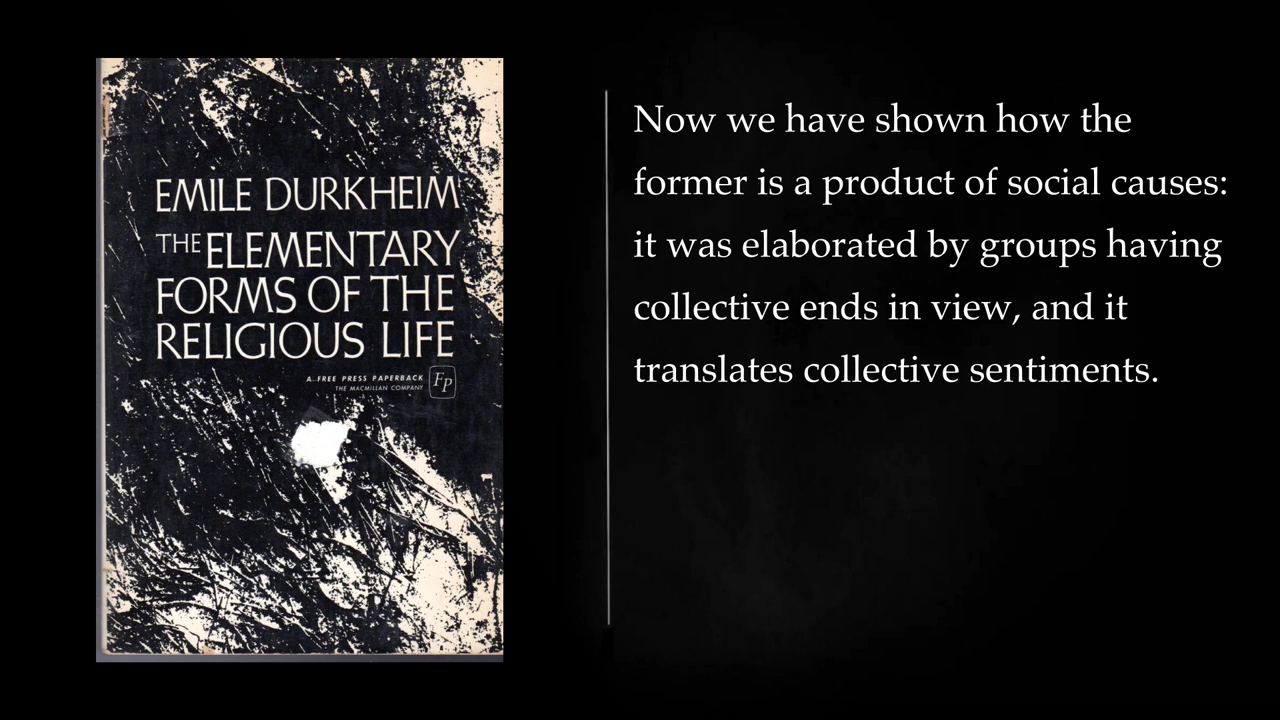 EMILE DURKHEIM
THE ELEMENTARY
FORMS OF THE
RELIGIOUS LIFE
A FREE PRESS PAPERBACK
THE MACMILLAN COMPANY
Fp
Now we have shown how the
former is a product of social causes:
it was elaborated by groups having
collective ends in view, and it
translates collective sentiments.